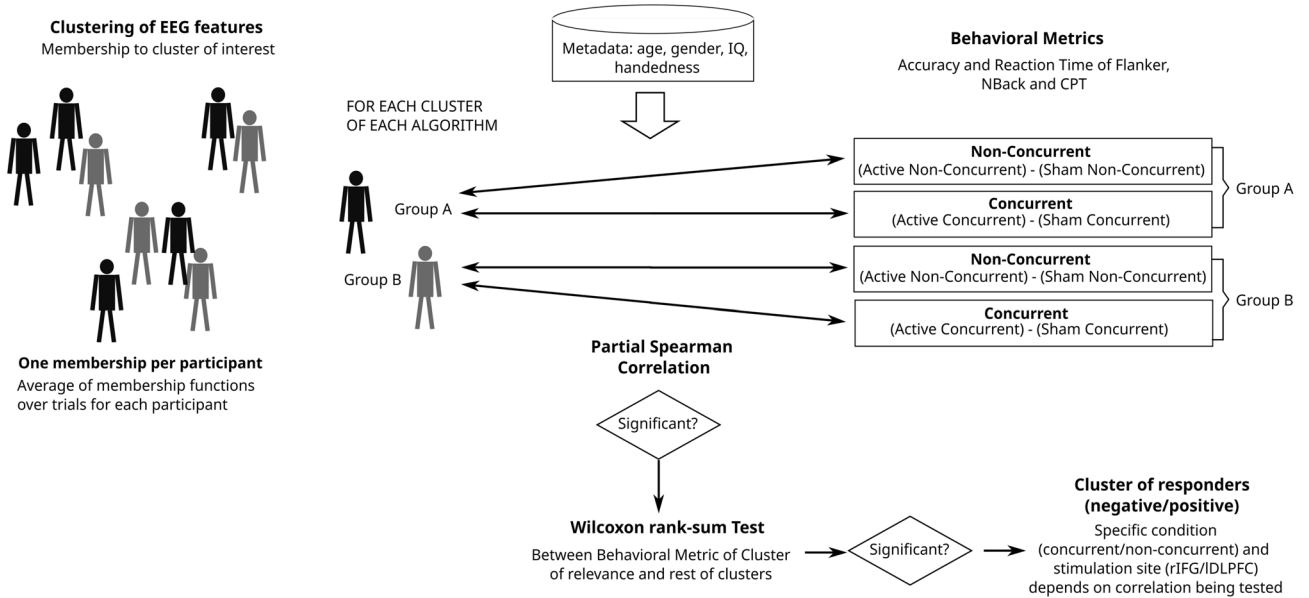 Clustering of EEG features
Membership to cluster of interest
One membership per participant
Average of membership functions
over trials for each participant
Metadata: age, gender, IQ,
handedness
FOR EACH CLUSTER
OF EACH ALGORITHM
Group A
Group B
Behavioral Metrics
Accuracy and Reaction Time of Flanker,
NBack and CPT
Non-Concurrent
(Active Non-Concurrent) - (Sham Non-Concurrent)
Concurrent
(Active Concurrent) - (Sham Concurrent)
Group A
Non-Concurrent
(Active Non-Concurrent) - (Sham Non-Concurrent)
Concurrent
(Active Concurrent) - (Sham Concurrent)
Group B
Partial Spearman
Correlation
Significant?
Wilcoxon rank-sum Test
Between Behavioral Metric of Cluster
of relevance and rest of clusters
Significant?
Cluster of responders
(negative/positive)
Specific condition
(concurrent/non-concurrent) and
stimulation site (rIFG/lDLPFC)
depends on correlation being tested